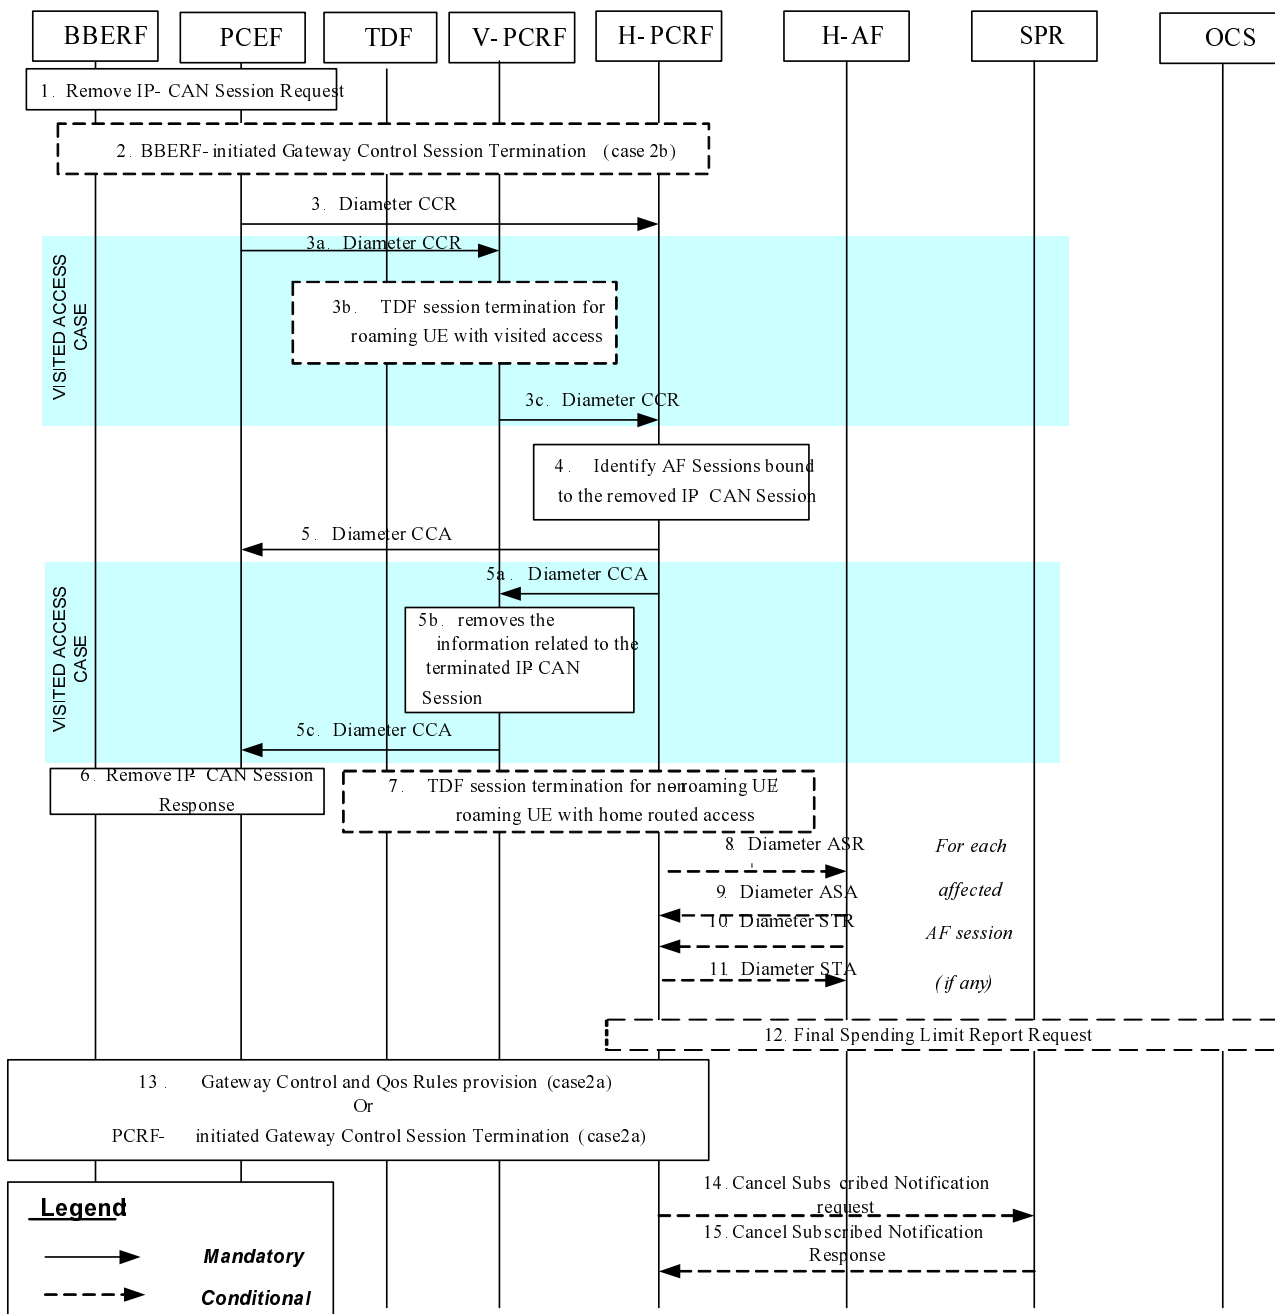 BBERF PCEF TDF V-PCRF H-PCRF H-AF SPR OCS
1. Remove IP-CAN Session Request
2. BBERF-initiated Gateway Control Session Termination (case 2b)
3. Diameter CCR
3a. Diameter CCR
VISITED ACCESS
CASE
3b. TDF session termination for
roaming UE with visited access
3c. Diameter CCR
4. Identify AF Sessions bound
to the removed IP CAN Session
5. Diameter CCA
5a. Diameter CCA
VISITED ACCESS
CASE
5b. removes the
information related to the
terminated IP CAN
Session
5c. Diameter CCA
6. Remove IP CAN Session
Response
7. TDF session termination for non-roaming UE
roaming UE with home routed access
8. Diameter ASR
9. Diameter ASA
10. Diameter STR
11. Diameter STA
For each
affected
AF session
(if any)
12. Final Spending Limit Report Request
13. Gateway Control and Qos Rules provision (case2a)
Or
PCRF- initiated Gateway Control Session Termination (case2a)
14. Cancel Subs cribed Notification
request
15. Cancel Subscribed Notification
Response
Legend:
Mandatory
Conditional